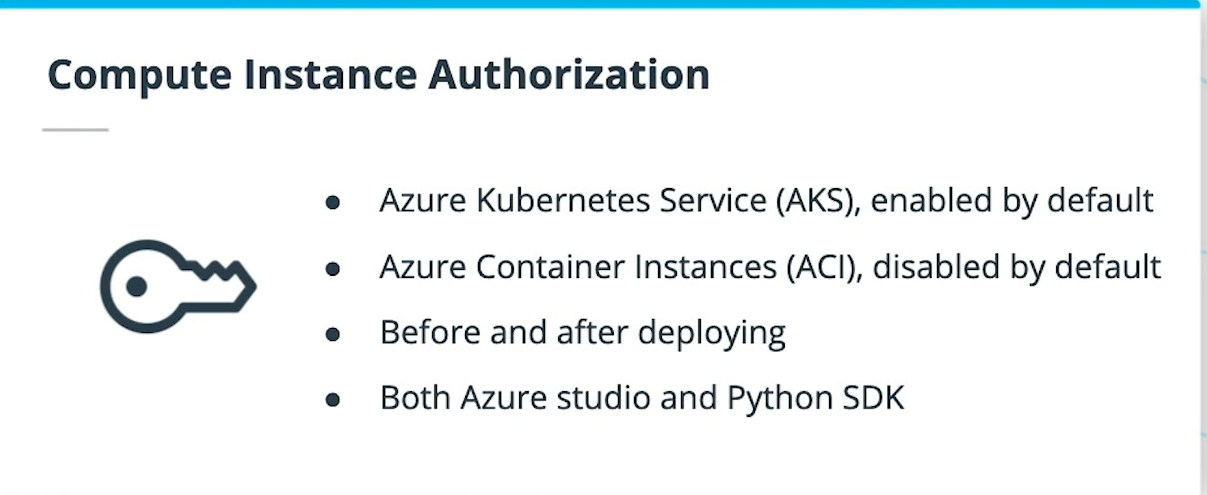 Compute Instance Authorization
● Azure Kubernetes Service (AKS), enabled by default
● Azure Container Instances (ACI), disabled by default
● Before and after deploying
● Both Azure studio and Python SDK